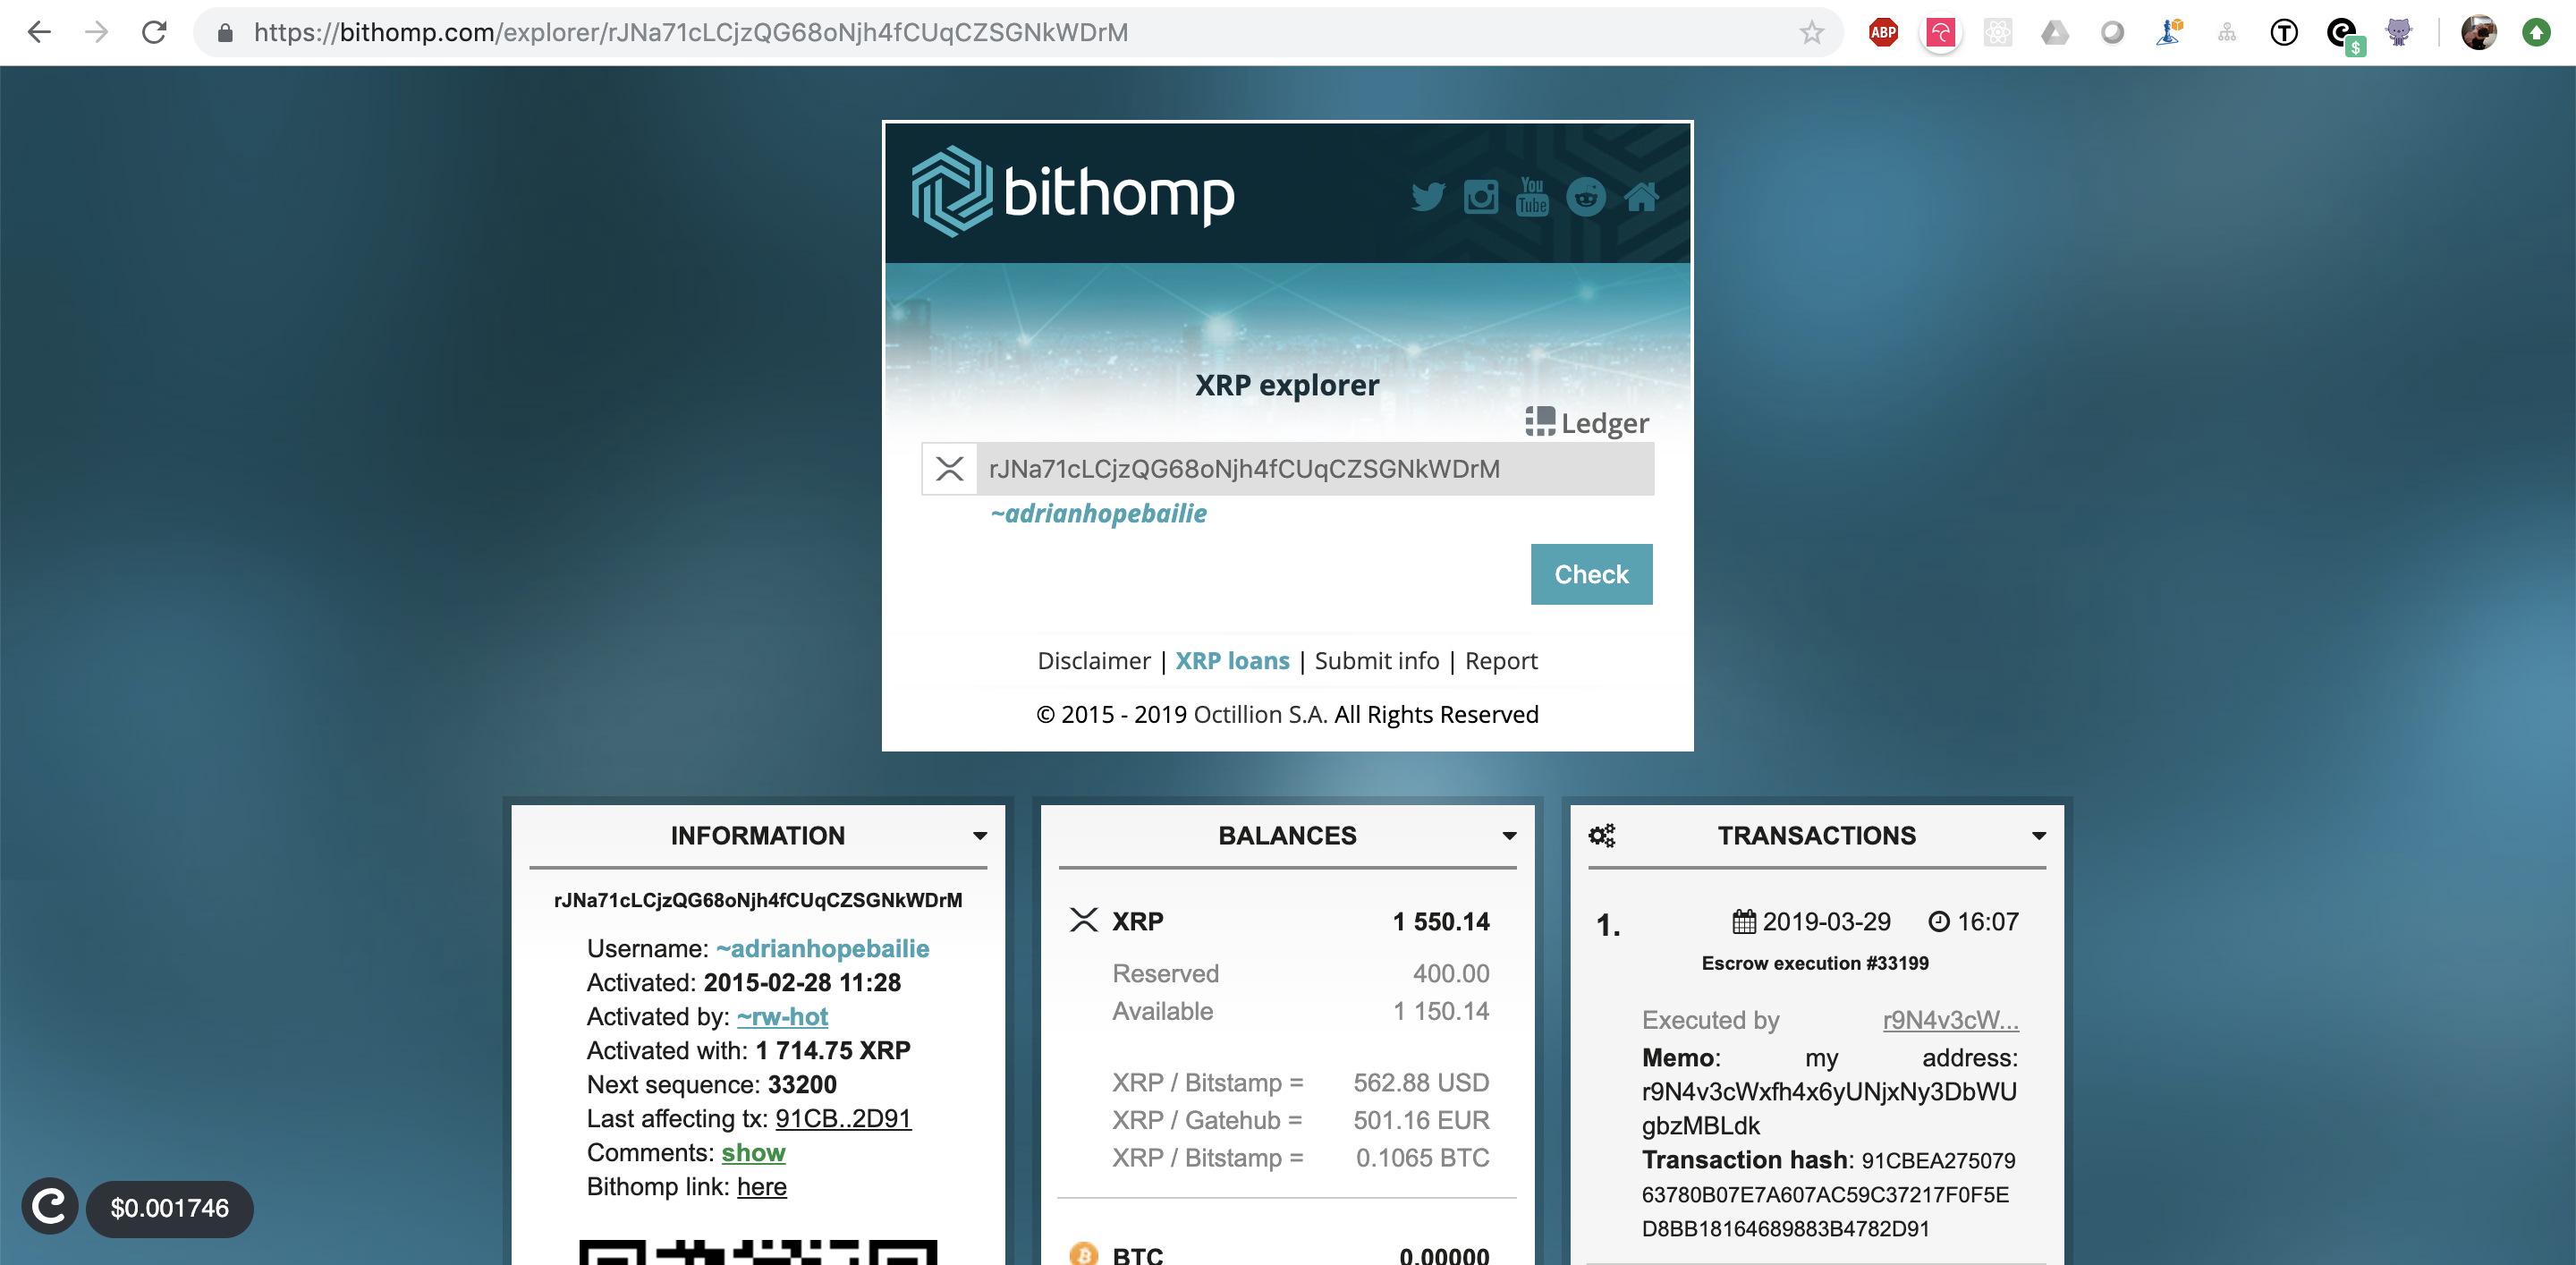 https://bithomp.com/explorer/rJNa71cLCjzQG68oNjh4fCUqCZSGNkWDrM
ABP
T
$
bithomp
You
Tube
XRP explorer
Ledger
rJNa71cLCjzQG68oNjh4fCUqCZSGNkWDrM
~adrianhopebailie
Check
Disclaimer | XRP loans | Submit info | Report
© 2015 - 2019 Octillion S.A. All Rights Reserved
INFORMATION
rJNa71cLCjzQG68oNjh4fCUqCZSGNkWDrM
Username: ~adrianhopebailie
Activated: 2015-02-28 11:28
Activated by: ~rw-hot
Activated with: 1 714.75 XRP
Next sequence: 33200
Last affecting tx: 91CB..2D91
Comments: show
Bithomp link: here
BALANCES
XRP 1 550.14
Reserved 400.00
Available 1 150.14
XRP / Bitstamp = 562.88 USD
XRP / Gatehub = 501.16 EUR
XRP / Bitstamp = 0.1065 BTC
BTC 0.00000
TRANSACTIONS
1. 2019-03-29 16:07
Escrow execution #33199
Executed by r9N4v3cW...
Memo: my address:
r9N4v3cWxfh4x6yUNjxNy3DbWU
gbzMBLdk
Transaction hash: 91CBEA275079
63780B07E7A607AC59C37217F0F5E
D8BB18164689883B4782D91
$0.001746